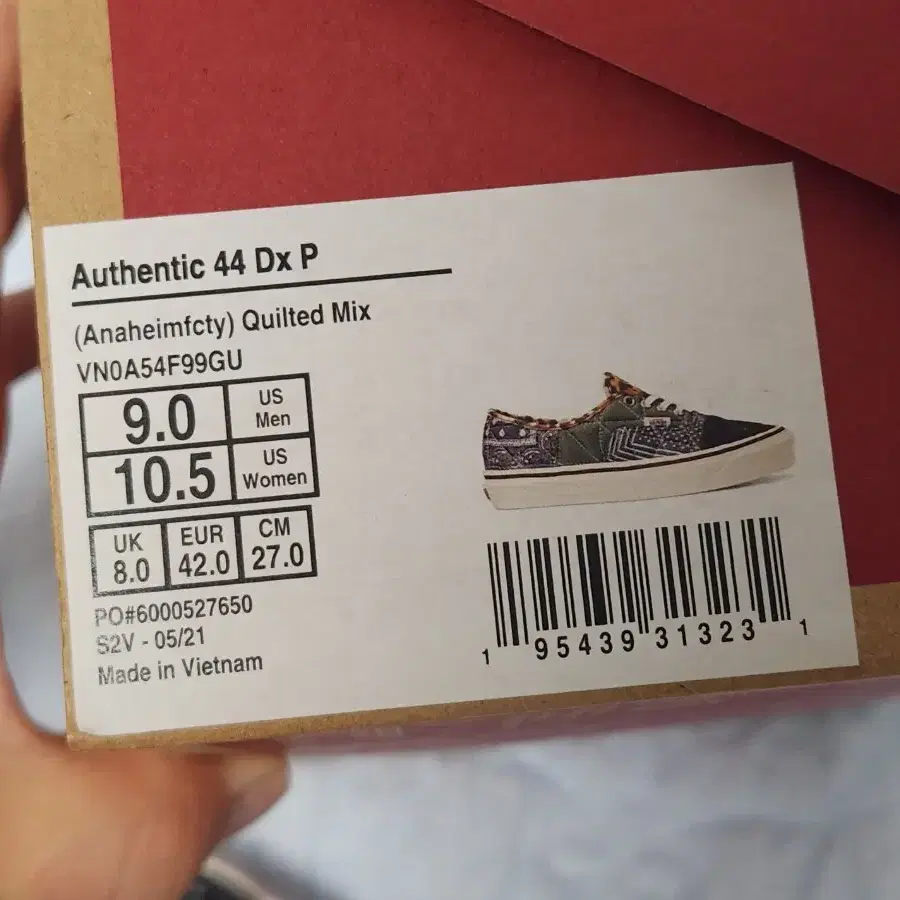 Authentic 44 Dx P
(Anaheimfcty) Quilted Mix
VN0A54F99GU
9.0 US Men
10.5 US Women
UK 8.0 EUR 42.0 CM 27.0
PO#6000527650
S2V - 05/21
Made in Vietnam
1 95439 31323 1